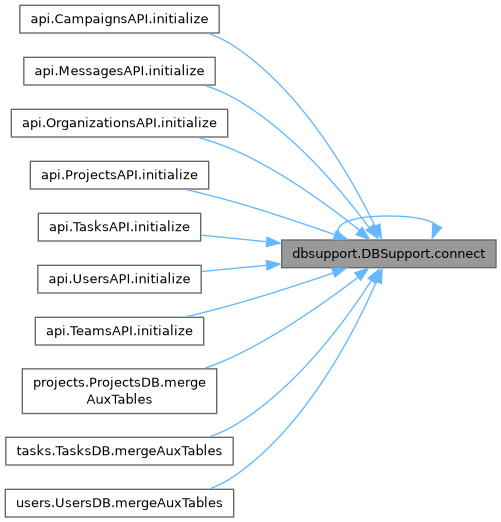 api.CampaignsAPI.initialize
api.MessagesAPI.initialize
api.OrganizationsAPI.initialize
api.ProjectsAPI.initialize
api.TasksAPI.initialize
dbsupport.DBSupport.connect
api.UsersAPI.initialize
api.TeamsAPI.initialize
projects.ProjectsDB.merge
AuxTables
tasks.TasksDB.mergeAuxTables
users.UsersDB.mergeAuxTables